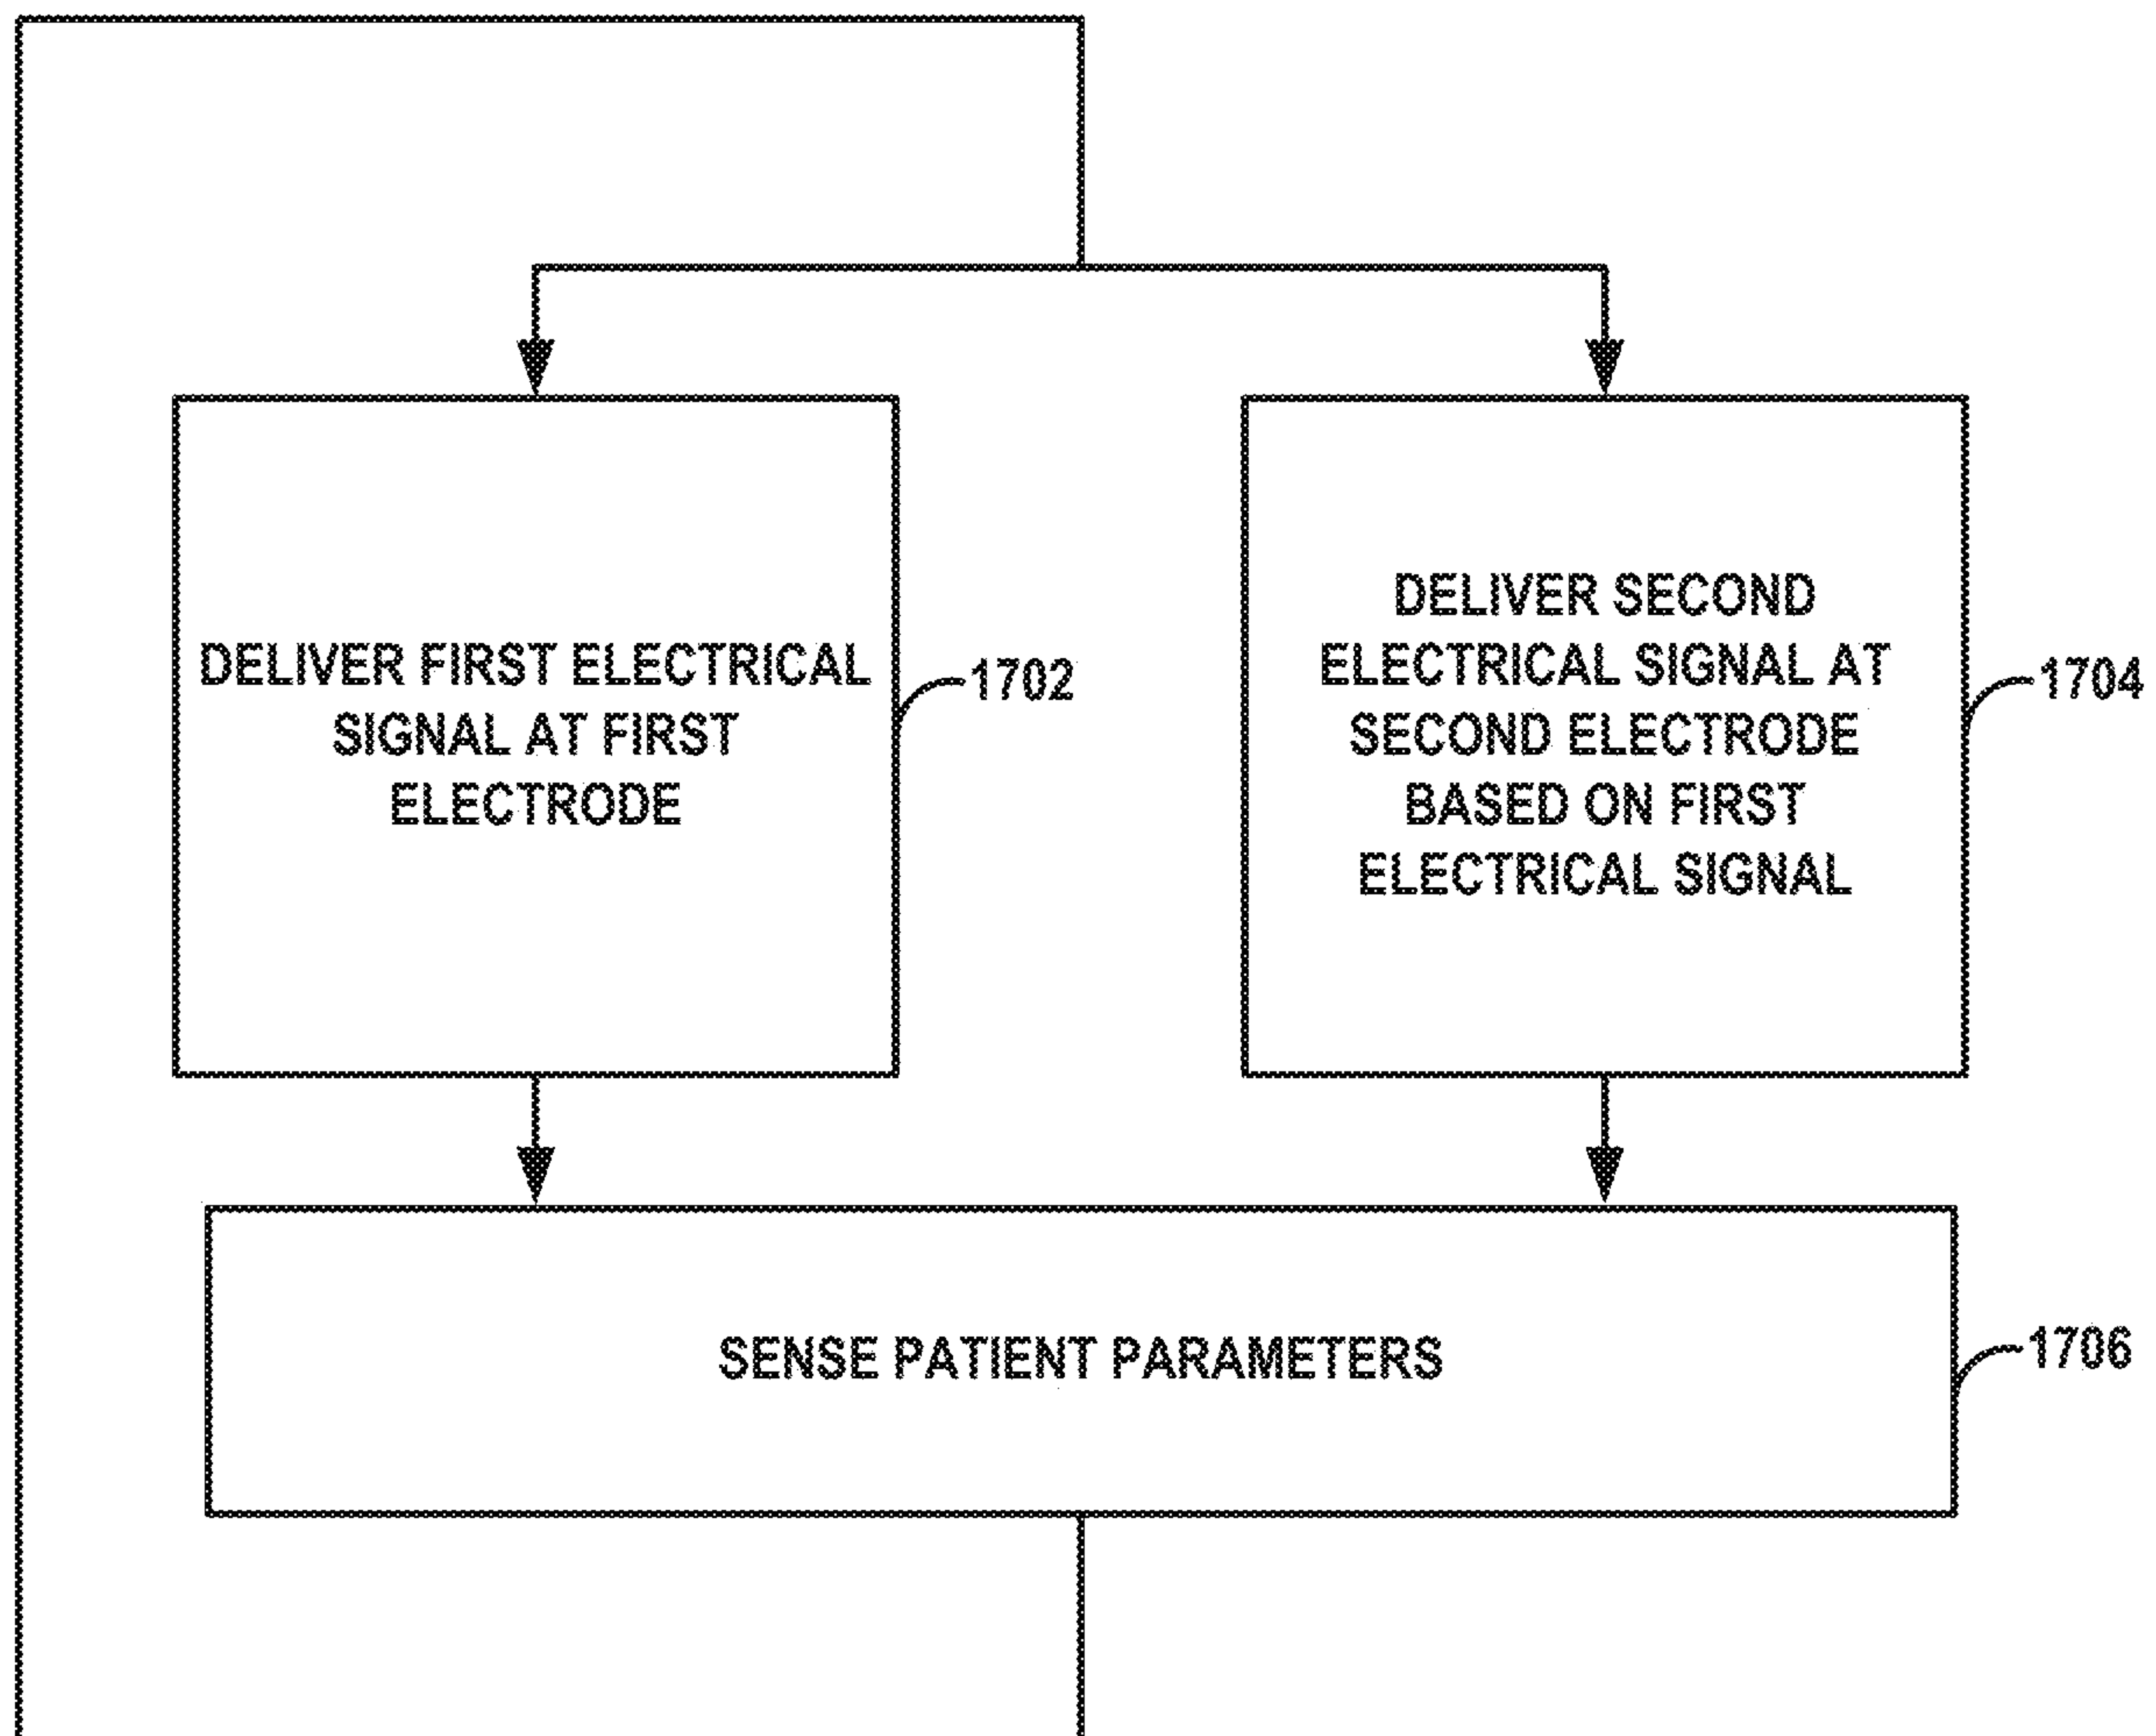 DELIVER FIRST ELECTRICAL
SIGNAL AT FIRST
ELECTRODE
1702
DELIVER SECOND
ELECTRICAL SIGNAL AT
SECOND ELECTRODE
BASED ON FIRST
ELECTRICAL SIGNAL
1704
SENSE PATIENT PARAMETERS
1706